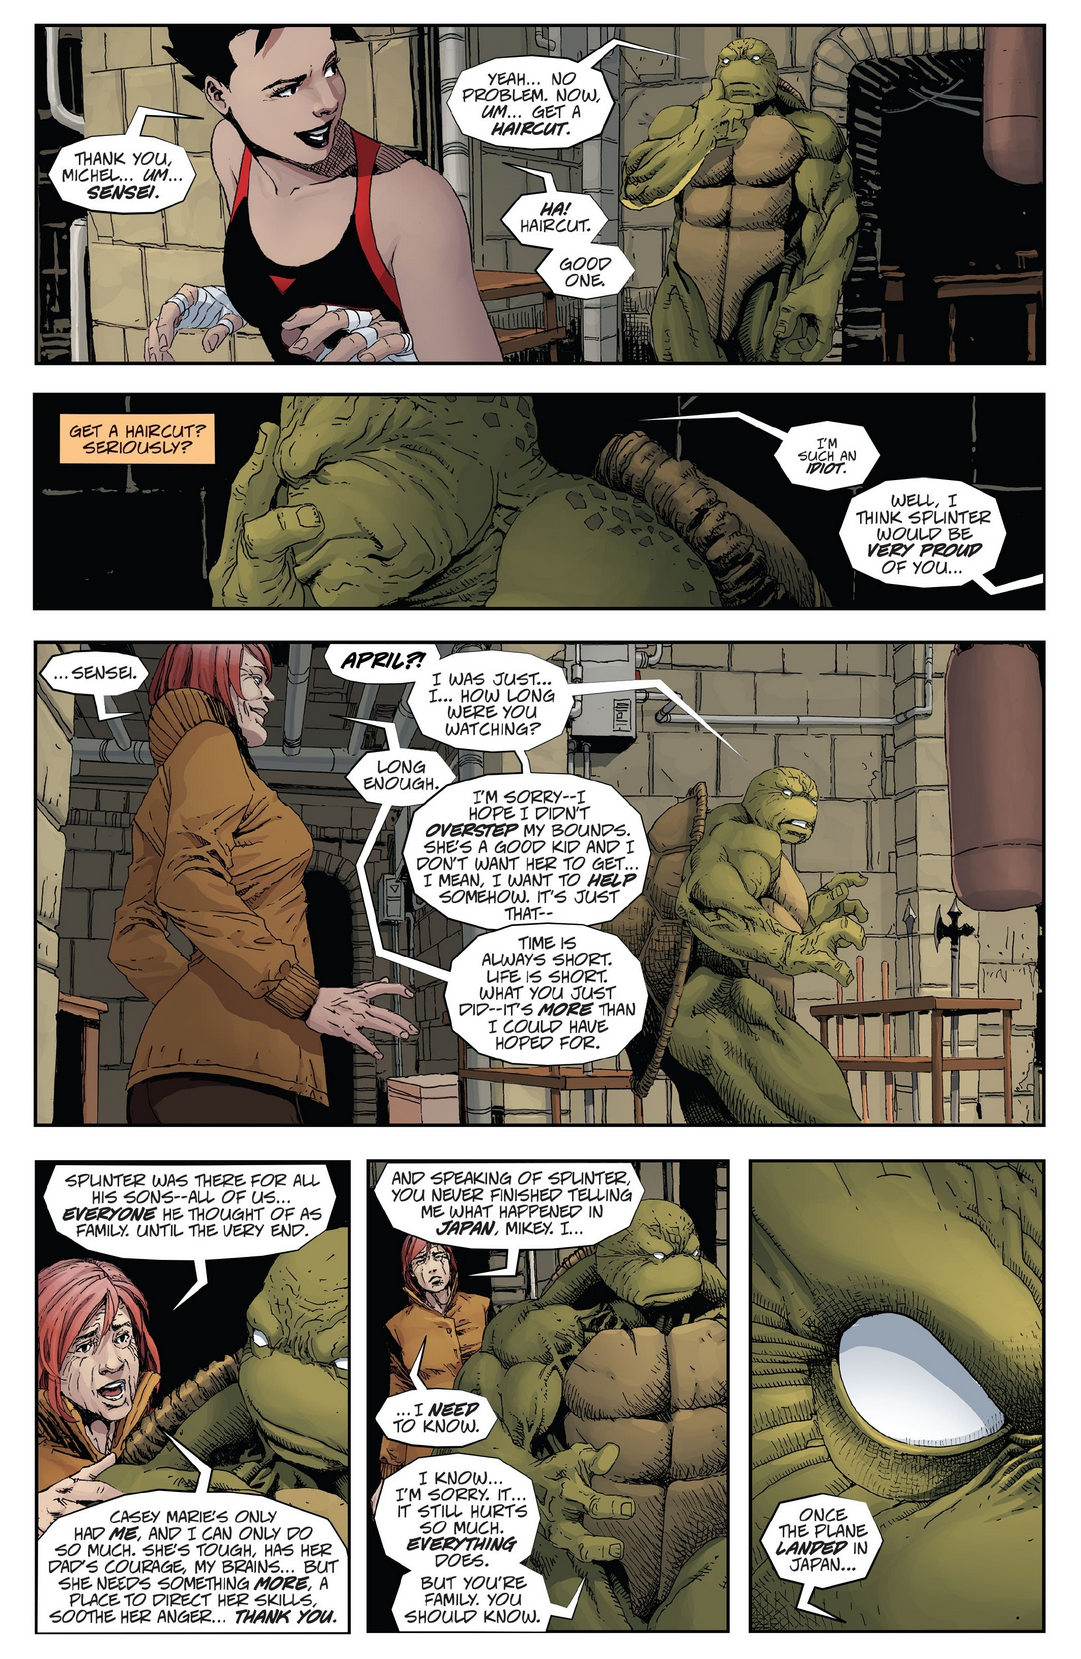 THANK YOU,
MICHEL... UM...
SENSEI.
YEAH... NO
PROBLEM. NOW,
UM... GET A
HAIRCUT.
HA!
HAIRCUT.
GOOD
ONE.
GET A HAIRCUT?
SERIOUSLY?
I'M
SUCH AN
IDIOT.
WELL, I
THINK SPLINTER
WOULD BE
VERY PROUD
OF YOU...
...SENSEI.
APRIL?!
I WAS JUST...
I... HOW LONG
WERE YOU
WATCHING?
LONG
ENOUGH.
I'M SORRY--I
HOPE I DIDN'T
OVERSTEP MY BOUNDS.
SHE'S A GOOD KID AND I
DON'T WANT HER TO GET...
I MEAN, I WANT TO HELP
SOMEHOW. IT'S JUST
THAT--
TIME IS
ALWAYS SHORT.
LIFE IS SHORT.
WHAT YOU JUST
DID--IT'S MORE THAN
I COULD HAVE
HOPED FOR.
SPLINTER WAS THERE FOR ALL
HIS SONS--ALL OF US...
EVERYONE HE THOUGHT OF AS
FAMILY. UNTIL THE VERY END.
CASEY MARIE'S ONLY
HAD ME, AND I CAN ONLY DO
SO MUCH. SHE'S TOUGH, HAS HER
DAD'S COURAGE, MY BRAINS... BUT
SHE NEEDS SOMETHING MORE, A
PLACE TO DIRECT HER SKILLS,
SOOTHE HER ANGER... THANK YOU.
AND SPEAKING OF SPLINTER,
YOU NEVER FINISHED TELLING
ME WHAT HAPPENED IN
JAPAN, MIKEY. I...
...I NEED
TO KNOW.
I KNOW...
I'M SORRY. IT...
IT STILL HURTS
SO MUCH.
EVERYTHING
DOES.
BUT YOU'RE
FAMILY. YOU
SHOULD KNOW.
ONCE
THE PLANE
LANDED IN
JAPAN...